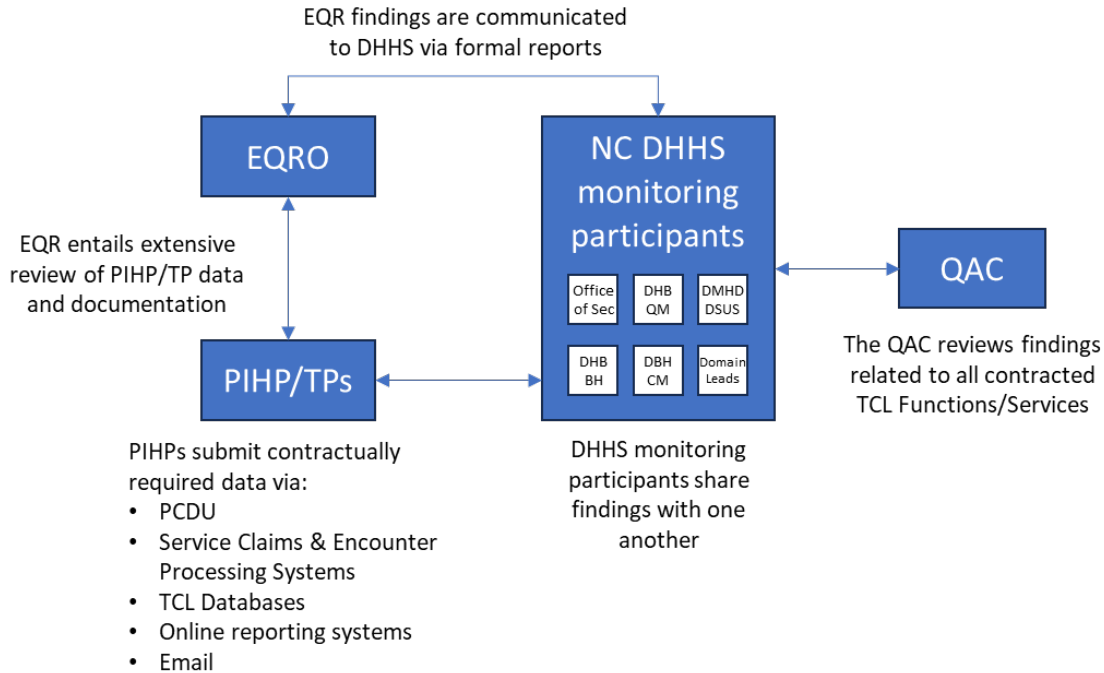 EQR findings are communicated
to DHHS via formal reports
EQRO
EQR entails extensive
review of PIHP/TP data
and documentation
PIHP/TPs
PIHPs submit contractually
required data via:
• PCDU
• Service Claims & Encounter
Processing Systems
• TCL Databases
• Online reporting systems
• Email
NC DHHS
monitoring
participants
Office
of Sec
DHB
QM
DMHD
DSUS
DHB
BH
DBH
CM
Domain
Leads
DHHS monitoring
participants share
findings with one
another
QAC
The QAC reviews findings
related to all contracted
TCL Functions/Services